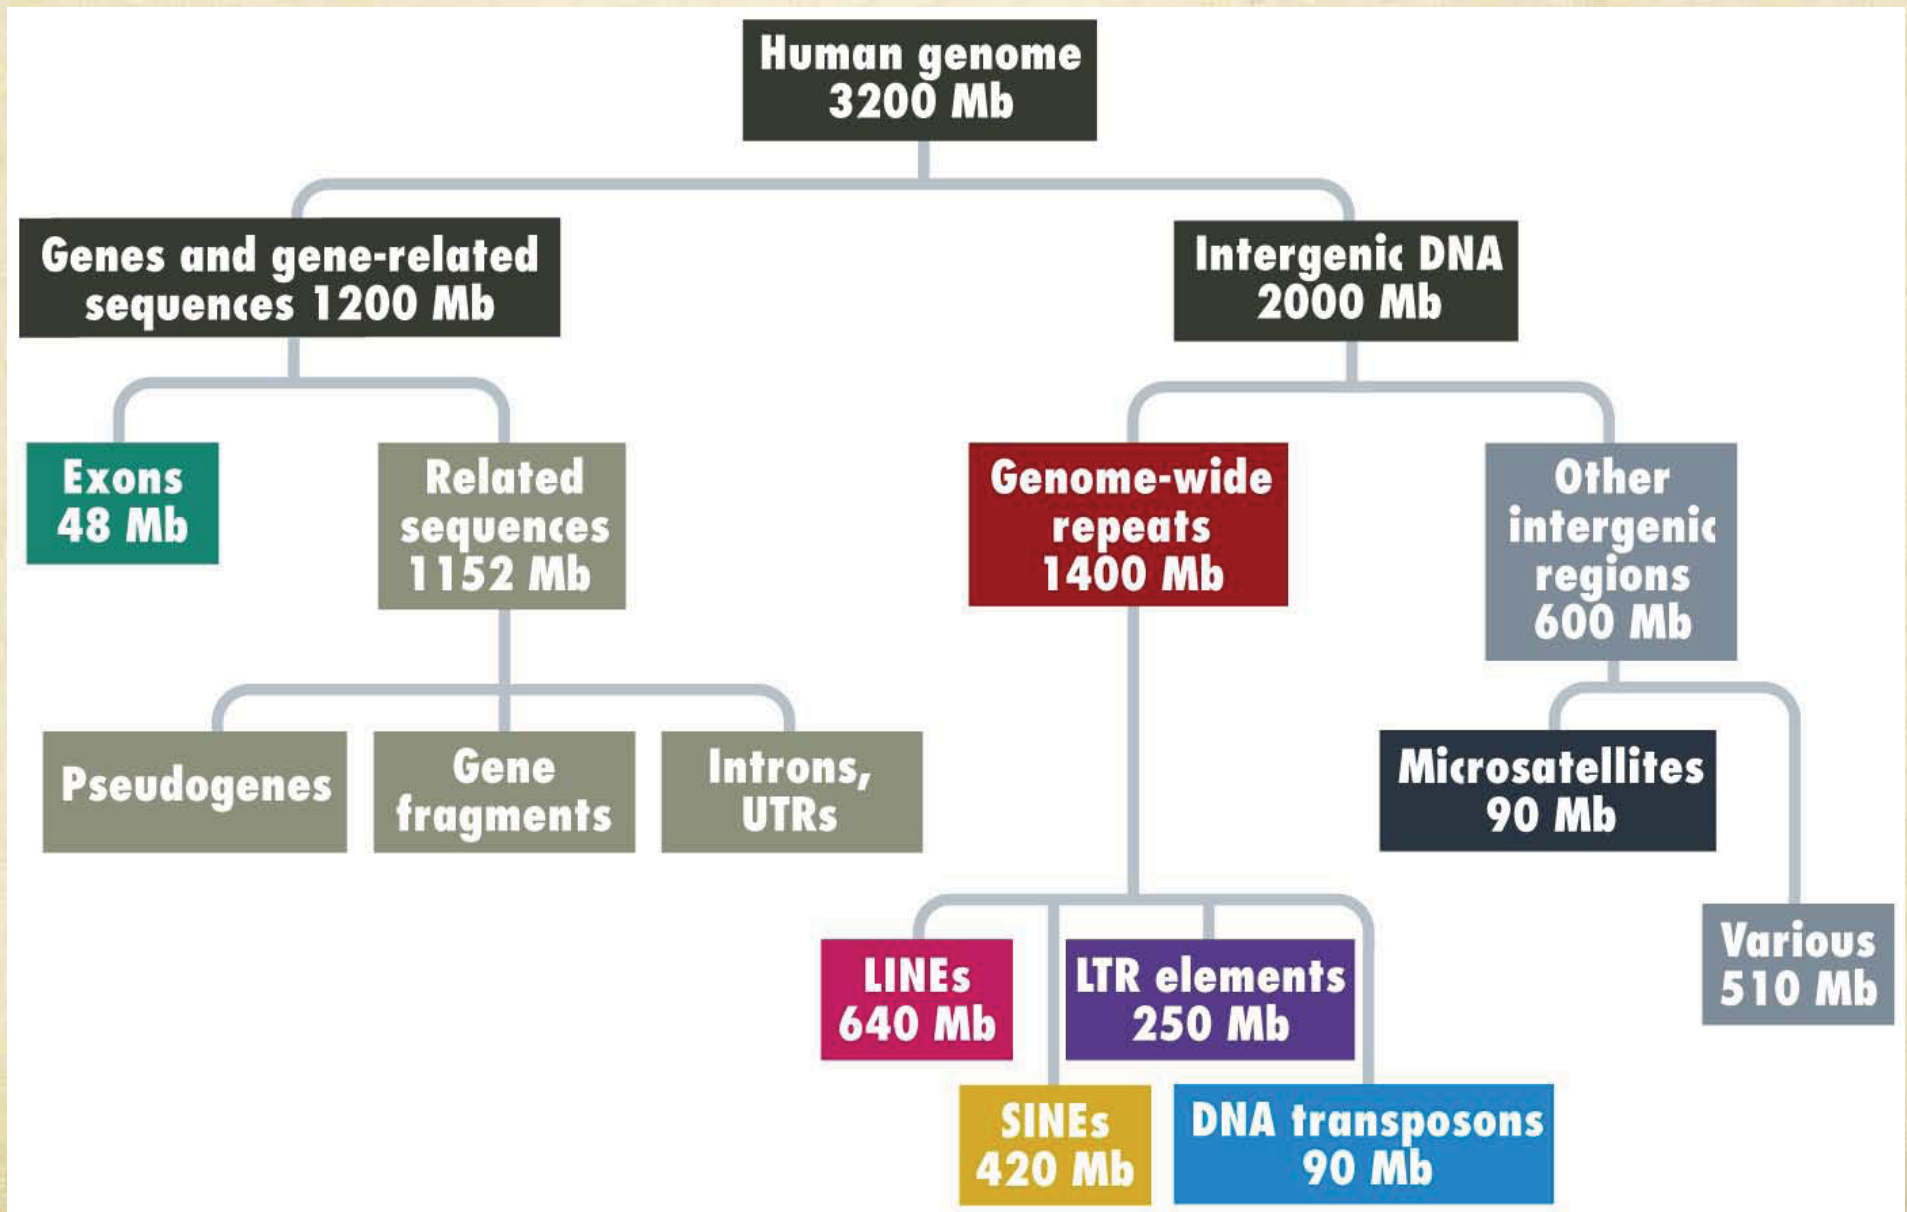 Human genome
3200 Mb
Genes and gene-related
sequences 1200 Mb
Intergenic DNA
2000 Mb
Exons
48 Mb
Related
sequences
1152 Mb
Genome-wide
repeats
1400 Mb
Other
intergenic
regions
600 Mb
Pseudogenes
Gene
fragments
Introns,
UTRs
Microsatellites
90 Mb
LINEs
640 Mb
LTR elements
250 Mb
Various
510 Mb
SINEs
420 Mb
DNA transposons
90 Mb